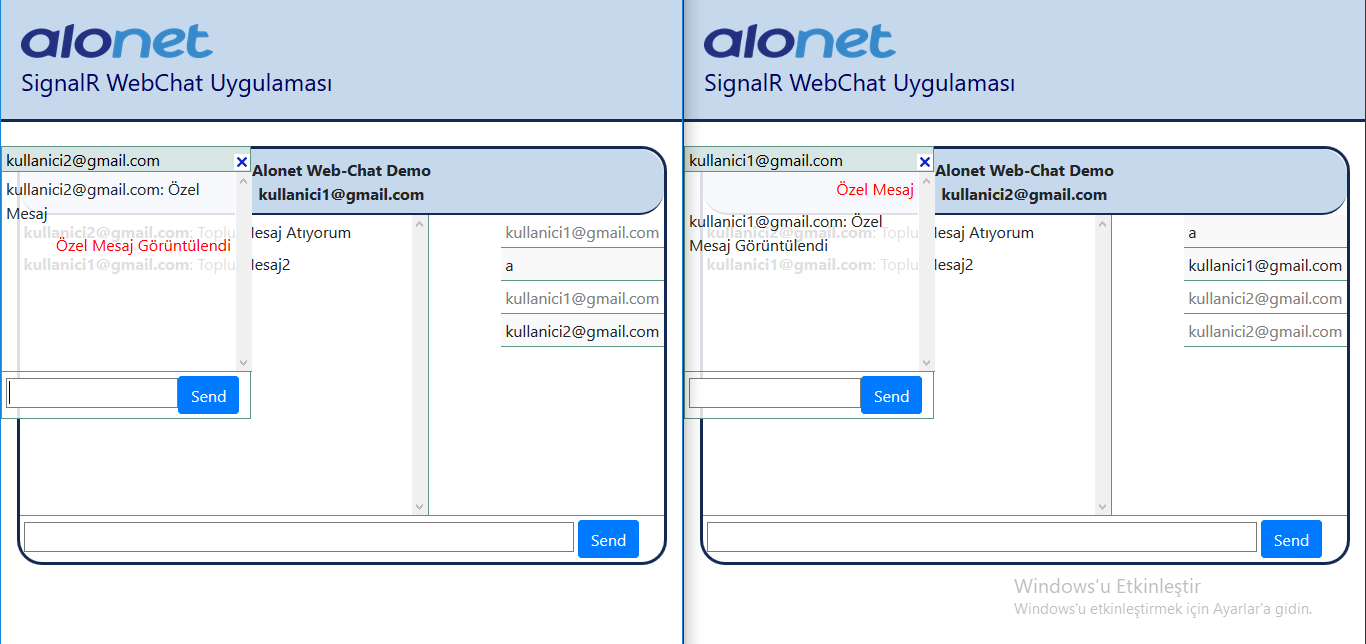 alonet
SignalR WebChat Uygulaması
kullanici2@gmail.com
Alonet Web-Chat Demo
kullanici1@gmail.com
kullanici2@gmail.com: Özel
Mesaj
kullanici2@gmail.com: Toplu Mesaj Atıyorum
Özel Mesaj Görüntülendi
kullanici1@gmail.com: Toplu Mesaj2
kullanici1@gmail.com
a
kullanici1@gmail.com
kullanici2@gmail.com
Send
Send
alonet
SignalR WebChat Uygulaması
kullanici1@gmail.com
Alonet Web-Chat Demo
kullanici2@gmail.com
Özel Mesaj
kullanici1@gmail.com: Özel
Mesaj Görüntülendi
kullanici2@gmail.com: Toplu Mesaj Atıyorum
kullanici1@gmail.com: Toplu Mesaj2
a
kullanici1@gmail.com
kullanici2@gmail.com
kullanici2@gmail.com
Send
Send
Windows'u Etkinleştir
Windows'u etkinleştirmek için Ayarlar'a gidin.